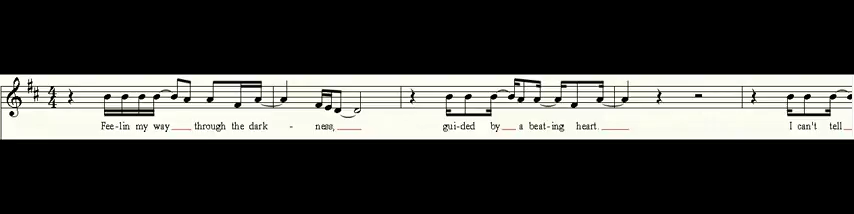 Fee-lin my way through the dark - ness, gui-ded by a beat-ing heart. I can't tell